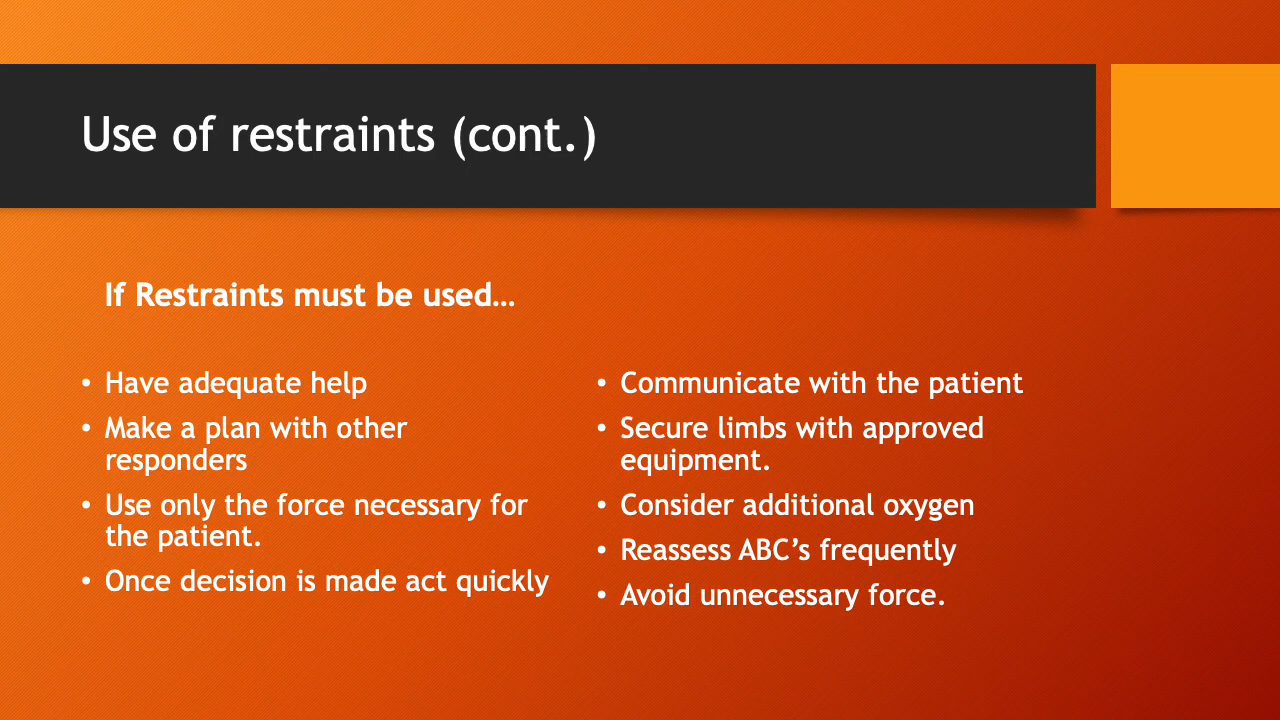 Use of restraints (cont.)
If Restraints must be used…
• Have adequate help
• Make a plan with other
responders
• Use only the force necessary for
the patient.
• Once decision is made act quickly
• Communicate with the patient
• Secure limbs with approved
equipment.
• Consider additional oxygen
• Reassess ABC’s frequently
• Avoid unnecessary force.